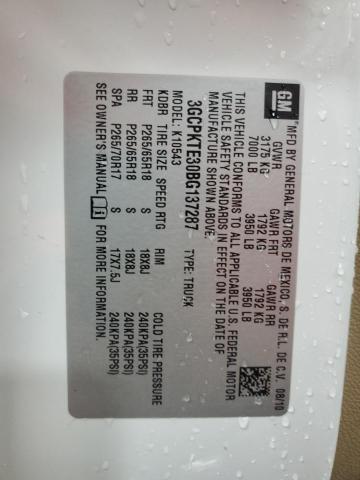 GM
MFD BY GENERAL MOTORS DE MEXICO, S. DE R.L. DE C.V. 08/10
GVWR GAWR FRT GAWR RR
3175 KG 1792 KG 1792 KG
7000 LB 3950 LB 3950 LB
THIS VEHICLE CONFORMS TO ALL APPLICABLE U.S. FEDERAL MOTOR
VEHICLE SAFETY STANDARDS IN EFFECT ON THE DATE OF
MANUFACTURE SHOWN ABOVE.
3GCPKTE30BG137287 TYPE: TRUCK
MODEL: K10543
KDBR TIRE SIZE SPEED RTG RIM COLD TIRE PRESSURE
FRT P265/65R18 S 18X8J 240KPA(35PSI)
RR P265/65R18 S 18X8J 240KPA(35PSI)
SPA P265/70R17 S 17X7.5J 240KPA(35PSI)
SEE OWNER'S MANUAL FOR MORE INFORMATION.